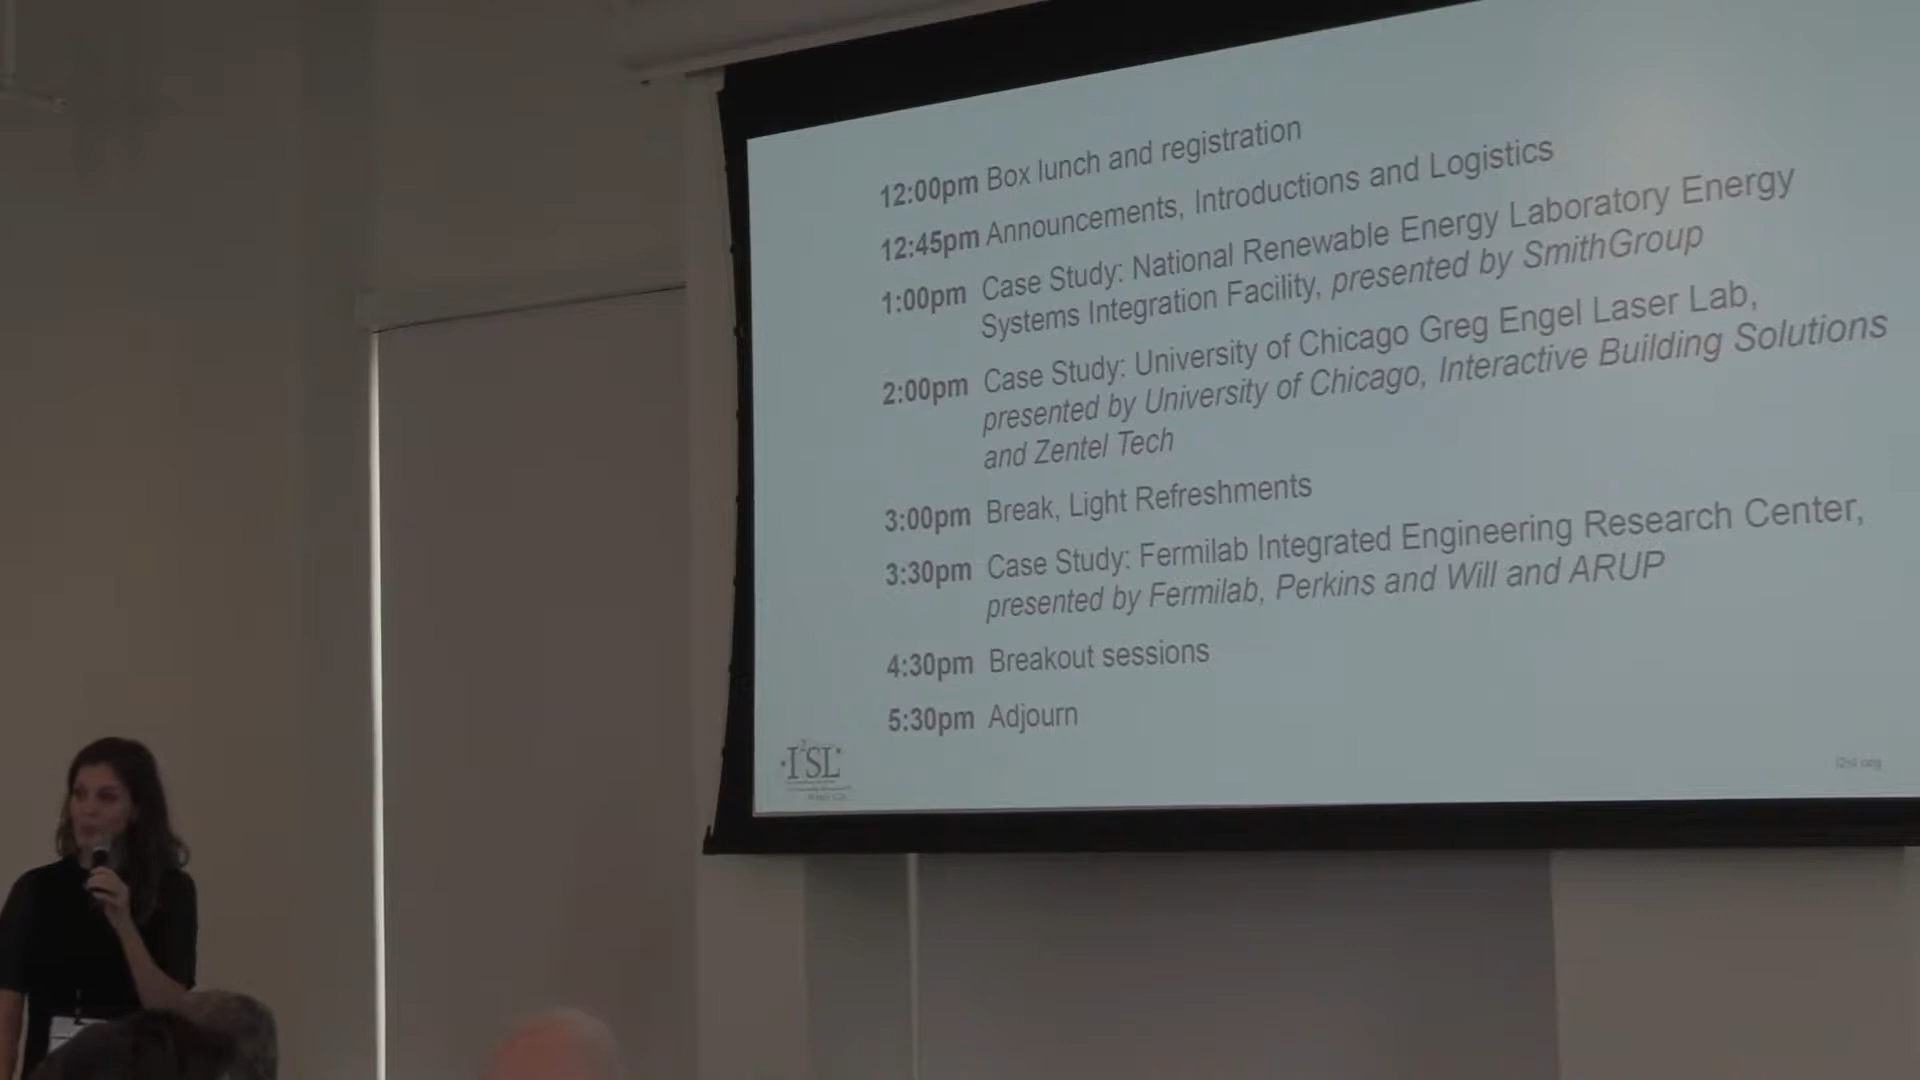 12:00pm Box lunch and registration
12:45pm Announcements, Introductions and Logistics
1:00pm Case Study: National Renewable Energy Laboratory Energy
Systems Integration Facility, presented by SmithGroup
2:00pm Case Study: University of Chicago Greg Engel Laser Lab,
presented by University of Chicago, Interactive Building Solutions
and Zentel Tech
3:00pm Break, Light Refreshments
3:30pm Case Study: Fermilab Integrated Engineering Research Center,
presented by Fermilab, Perkins and Will and ARUP
4:30pm Breakout sessions
5:30pm Adjourn
I²SL
i2sl.org